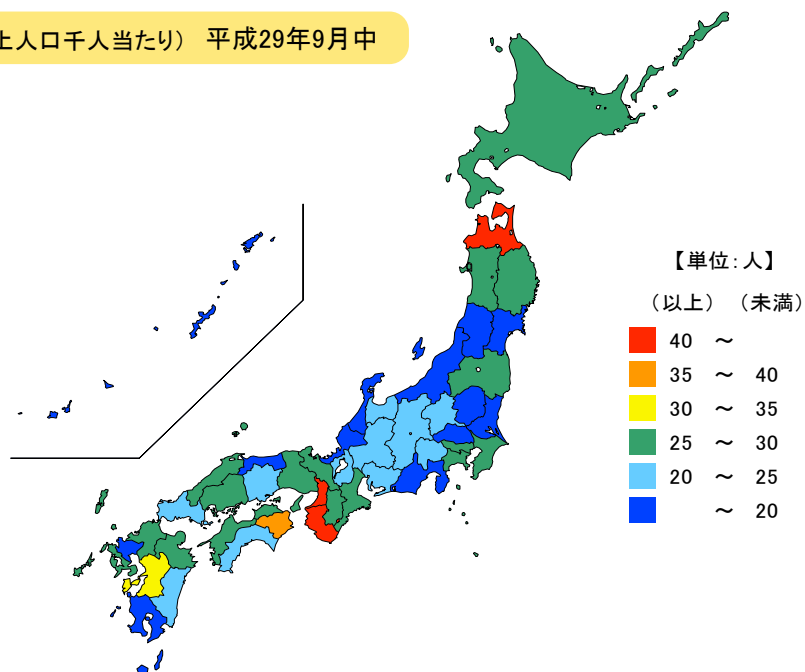 上人口千人当たり） 平成29年9月中
【単位：人】
（以上） （未満）
40 ～
35 ～ 40
30 ～ 35
25 ～ 30
20 ～ 25
～ 20